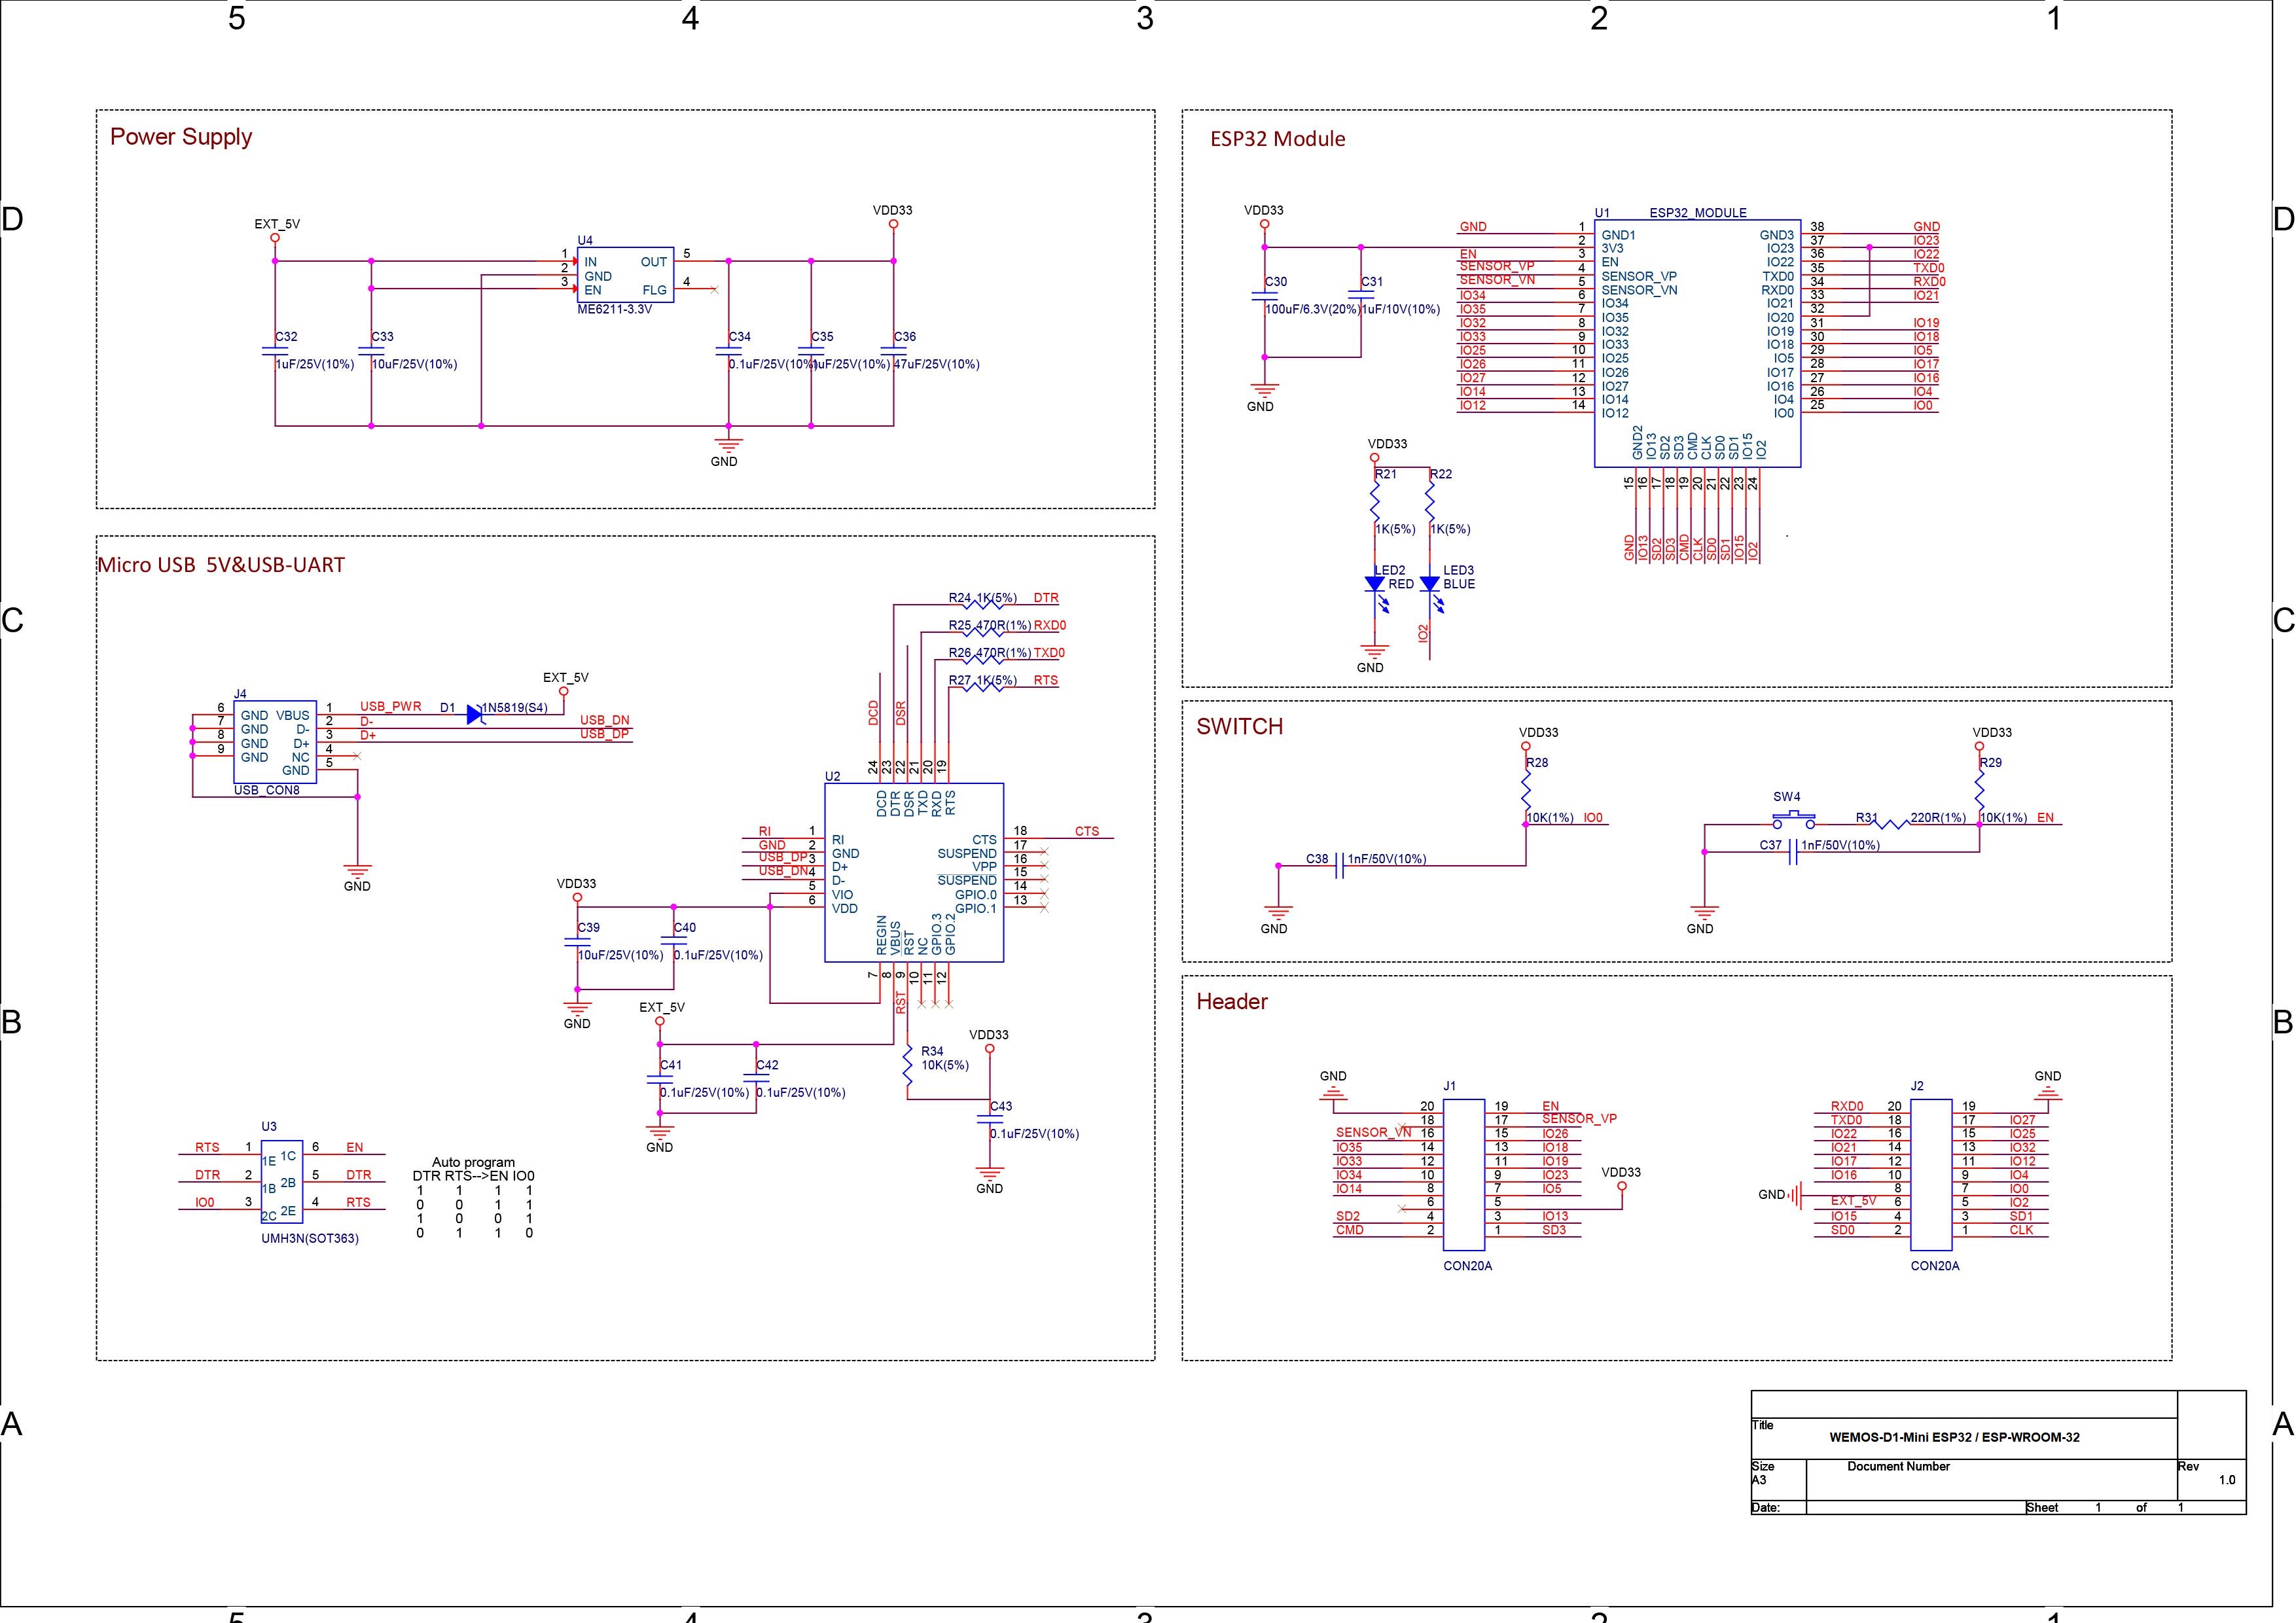 5 4 3 2 1
D D
C C
B B
A A
Power Supply
EXT_5V
VDD33
U4
1 IN OUT 5
2 GND
3 EN FLG 4
ME6211-3.3V
C32
1uF/25V(10%)
C33
10uF/25V(10%)
C34
0.1uF/25V(10%)
C35
1uF/25V(10%)
C36
47uF/25V(10%)
GND
ESP32 Module
VDD33
C30
100uF/6.3V(20%)
C31
1uF/10V(10%)
GND
U1 ESP32_MODULE
GND 1 GND1
2 3V3
EN 3 EN
SENSOR_VP 4 SENSOR_VP
SENSOR_VN 5 SENSOR_VN
IO34 6 IO34
IO35 7 IO35
IO32 8 IO32
IO33 9 IO33
IO25 10 IO25
IO26 11 IO26
IO27 12 IO27
IO14 13 IO14
IO12 14 IO12
GND3 38 GND
IO23 37 IO23
IO22 36 IO22
TXD0 35 TXD0
RXD0 34 RXD0
IO21 33 IO21
IO20 32
IO19 31 IO19
IO18 30 IO18
IO5 29 IO5
IO17 28 IO17
IO16 27 IO16
IO4 26 IO4
IO0 25 IO0
GND2 IO13 SD2 SD3 CMD CLK SD0 SD1 IO15 IO2
15 16 17 18 19 20 21 22 23 24
GND IO13 SD2 SD3 CMD CLK SD0 SD1 IO15 IO2
VDD33
R21 R22
1K(5%) 1K(5%)
LED2 LED3
RED BLUE
IO2
GND
Micro USB 5V&USB-UART
R24 1K(5%) DTR
R25 470R(1%) RXD0
R26 470R(1%) TXD0
R27 1K(5%) RTS
DCD DSR
EXT_5V
J4
6 GND VBUS 1 USB_PWR D1 1N5819(S4)
7 GND D- 2 D- USB_DN
8 GND D+ 3 D+ USB_DP
9 GND NC 4
GND 5
USB_CON8
GND
U2
24 23 22 21 20 19
DCD DTR DSR TXD RXD RTS
RI 1 RI
GND 2 GND
USB_DP 3 D+
USB_DN 4 D-
5 VIO
6 VDD
CTS 18 CTS
SUSPEND 17
VPP 16
SUSPEND 15
GPIO.0 14
GPIO.1 13
REGIN VBUS RST NC GPIO.3 GPIO.2
7 8 9 10 11 12
RST
VDD33
C39
10uF/25V(10%)
C40
0.1uF/25V(10%)
GND
EXT_5V
C41
0.1uF/25V(10%)
C42
0.1uF/25V(10%)
GND
R34
10K(5%)
VDD33
C43
0.1uF/25V(10%)
GND
U3
RTS 1 1E 1C 6 EN
DTR 2 1B 2B 5 DTR
IO0 3 2C 2E 4 RTS
UMH3N(SOT363)
Auto program
DTR RTS-->EN IO0
1 1 1 1
0 0 1 1
1 0 0 1
0 1 1 0
SWITCH
VDD33
R28
10K(1%) IO0
C38 1nF/50V(10%)
GND
VDD33
R29
SW4
R31 220R(1%) 10K(1%) EN
C37 1nF/50V(10%)
GND
Header
GND
J1
20 19 EN
18 17 SENSOR_VP
SENSOR_VN 16 15 IO26
IO35 14 13 IO18
IO33 12 11 IO19
IO34 10 9 IO23
IO14 8 7 IO5
6 5
SD2 4 3 IO13
CMD 2 1 SD3
VDD33
CON20A
GND
J2
RXD0 20 19
TXD0 18 17 IO27
IO22 16 15 IO25
IO21 14 13 IO32
IO17 12 11 IO12
IO16 10 9 IO4
GND 8 7 IO0
EXT_5V 6 5 IO2
IO15 4 3 SD1
SD0 2 1 CLK
CON20A
Title
WEMOS-D1-Mini ESP32 / ESP-WROOM-32
Size Document Number Rev
A3 1.0
Date: Sheet 1 of 1
5 4 3 2 1